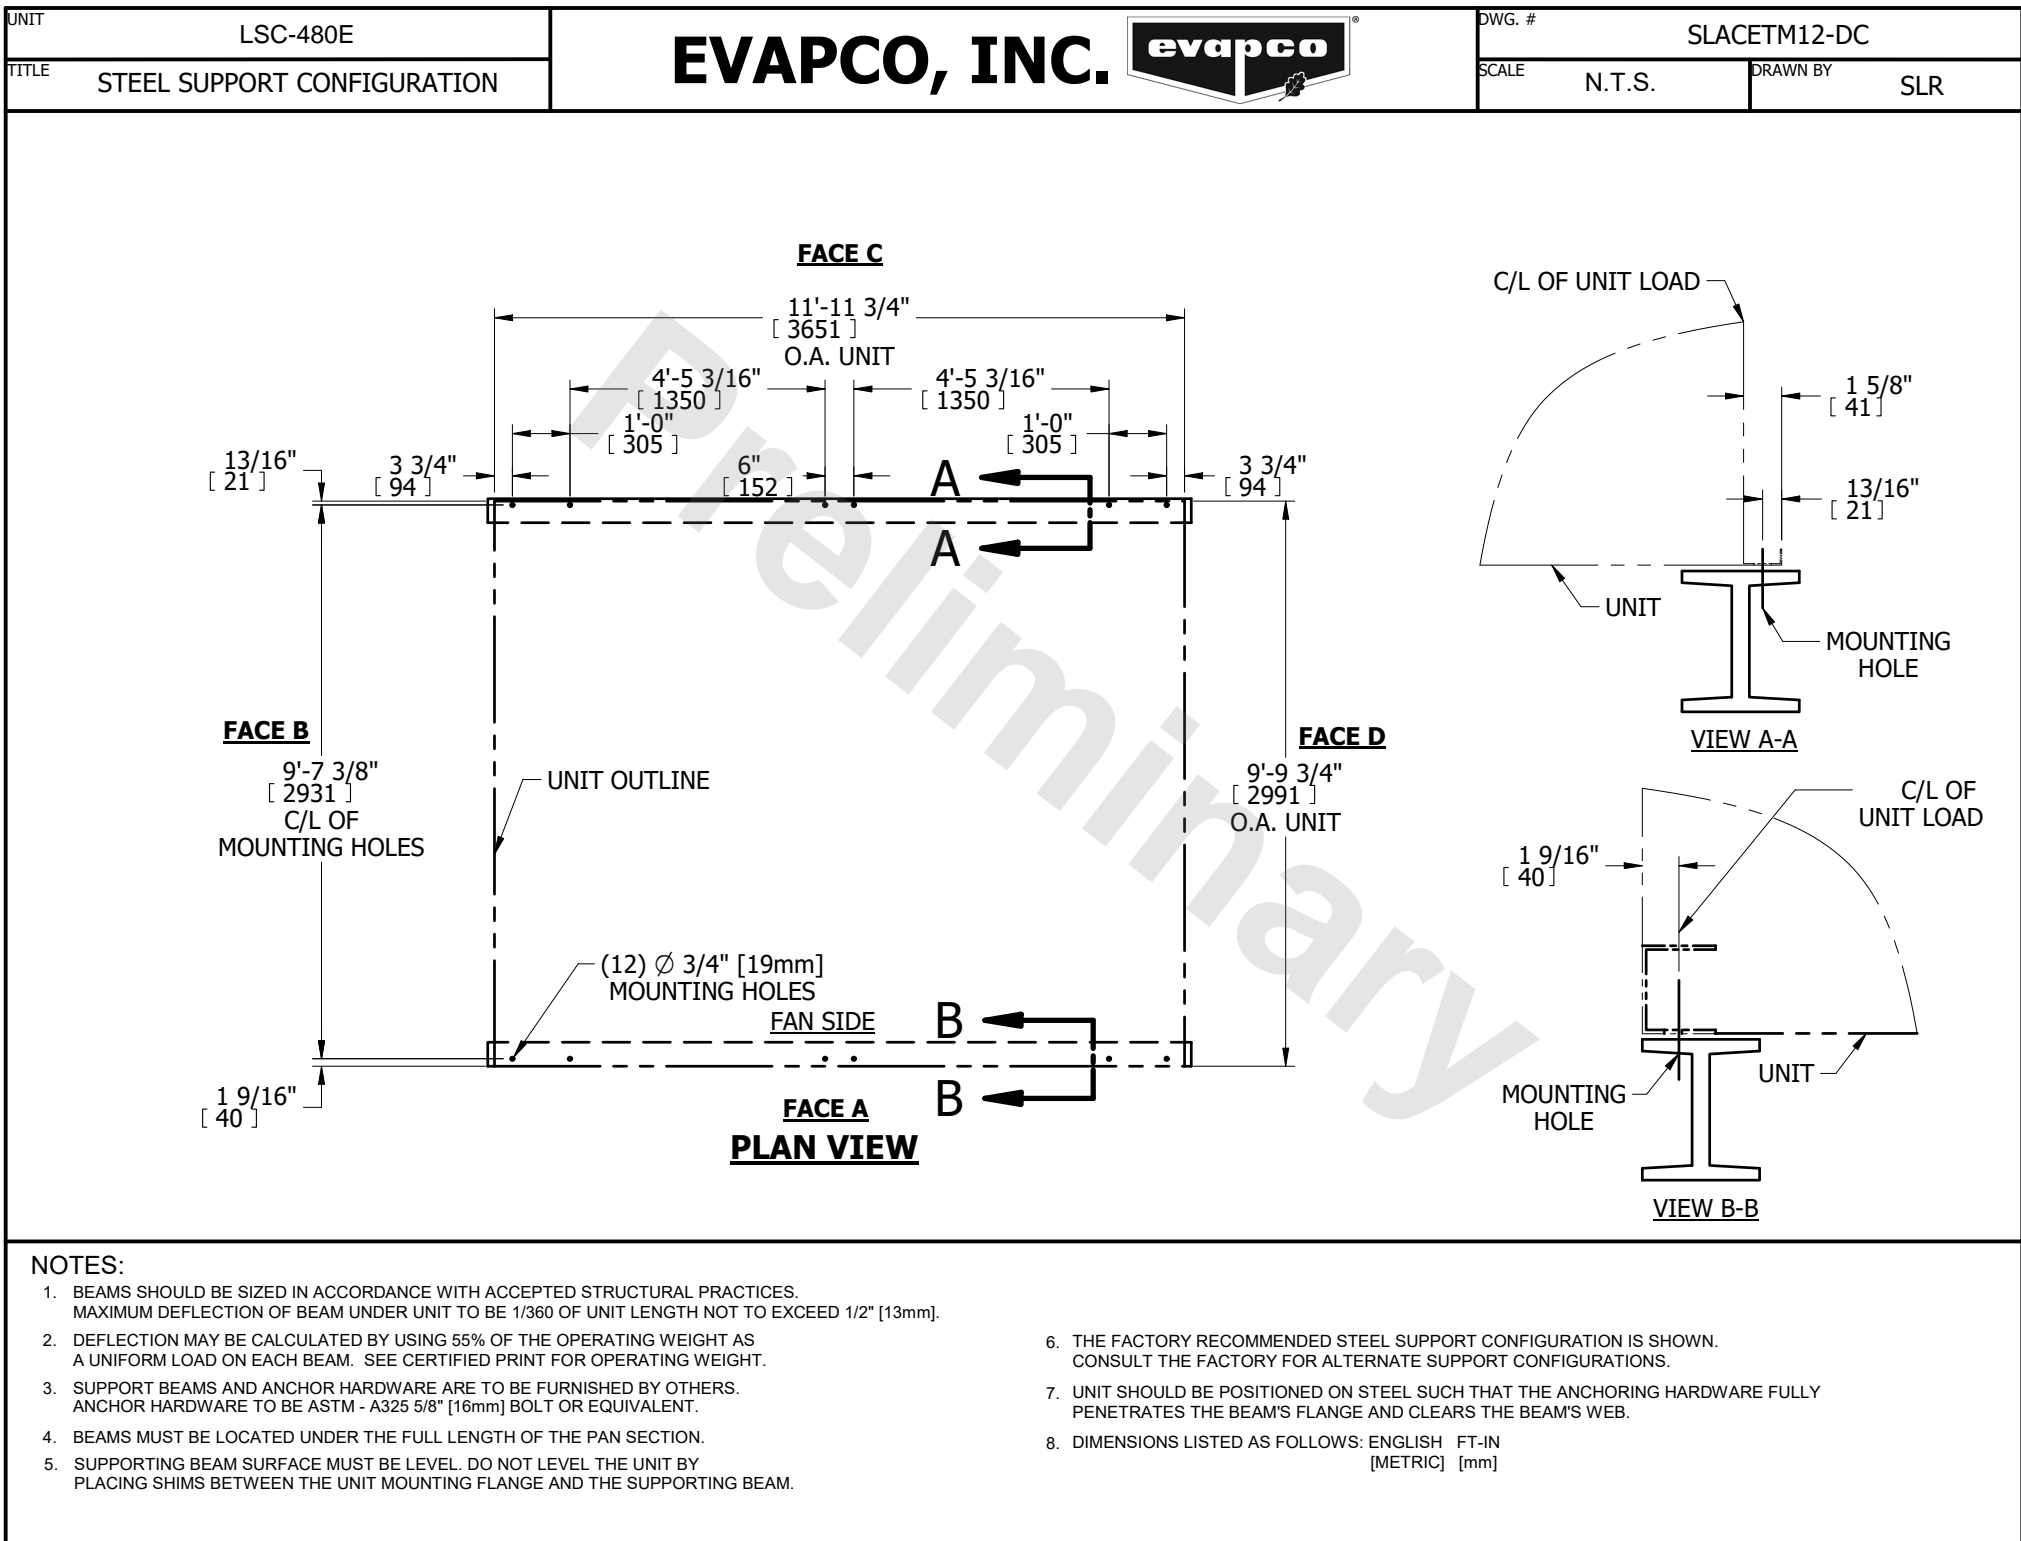 UNIT
LSC-480E
TITLE
STEEL SUPPORT CONFIGURATION
EVAPCO, INC.
evapco
®
DWG. #
SLACETM12-DC
SCALE
N.T.S.
DRAWN BY
SLR
FACE C
11'-11 3/4"
[ 3651 ]
O.A. UNIT
4'-5 3/16"
[ 1350 ]
4'-5 3/16"
[ 1350 ]
1'-0"
[ 305 ]
1'-0"
[ 305 ]
13/16"
[ 21 ]
3 3/4"
[ 94 ]
6"
[ 152 ]
3 3/4"
[ 94 ]
A
A
FACE B
9'-7 3/8"
[ 2931 ]
C/L OF
MOUNTING HOLES
UNIT OUTLINE
FACE D
9'-9 3/4"
[ 2991 ]
O.A. UNIT
(12) Ø 3/4" [19mm]
MOUNTING HOLES
FAN SIDE
B
B
1 9/16"
[ 40 ]
FACE A
PLAN VIEW
Preliminary
C/L OF UNIT LOAD
1 5/8"
[ 41 ]
13/16"
[ 21 ]
UNIT
MOUNTING
HOLE
VIEW A-A
C/L OF
UNIT LOAD
1 9/16"
[ 40 ]
UNIT
MOUNTING
HOLE
VIEW B-B
NOTES:
1. BEAMS SHOULD BE SIZED IN ACCORDANCE WITH ACCEPTED STRUCTURAL PRACTICES.
MAXIMUM DEFLECTION OF BEAM UNDER UNIT TO BE 1/360 OF UNIT LENGTH NOT TO EXCEED 1/2" [13mm].
2. DEFLECTION MAY BE CALCULATED BY USING 55% OF THE OPERATING WEIGHT AS
A UNIFORM LOAD ON EACH BEAM. SEE CERTIFIED PRINT FOR OPERATING WEIGHT.
3. SUPPORT BEAMS AND ANCHOR HARDWARE ARE TO BE FURNISHED BY OTHERS.
ANCHOR HARDWARE TO BE ASTM - A325 5/8" [16mm] BOLT OR EQUIVALENT.
4. BEAMS MUST BE LOCATED UNDER THE FULL LENGTH OF THE PAN SECTION.
5. SUPPORTING BEAM SURFACE MUST BE LEVEL. DO NOT LEVEL THE UNIT BY
PLACING SHIMS BETWEEN THE UNIT MOUNTING FLANGE AND THE SUPPORTING BEAM.
6. THE FACTORY RECOMMENDED STEEL SUPPORT CONFIGURATION IS SHOWN.
CONSULT THE FACTORY FOR ALTERNATE SUPPORT CONFIGURATIONS.
7. UNIT SHOULD BE POSITIONED ON STEEL SUCH THAT THE ANCHORING HARDWARE FULLY
PENETRATES THE BEAM'S FLANGE AND CLEARS THE BEAM'S WEB.
8. DIMENSIONS LISTED AS FOLLOWS: ENGLISH FT-IN
[METRIC] [mm]